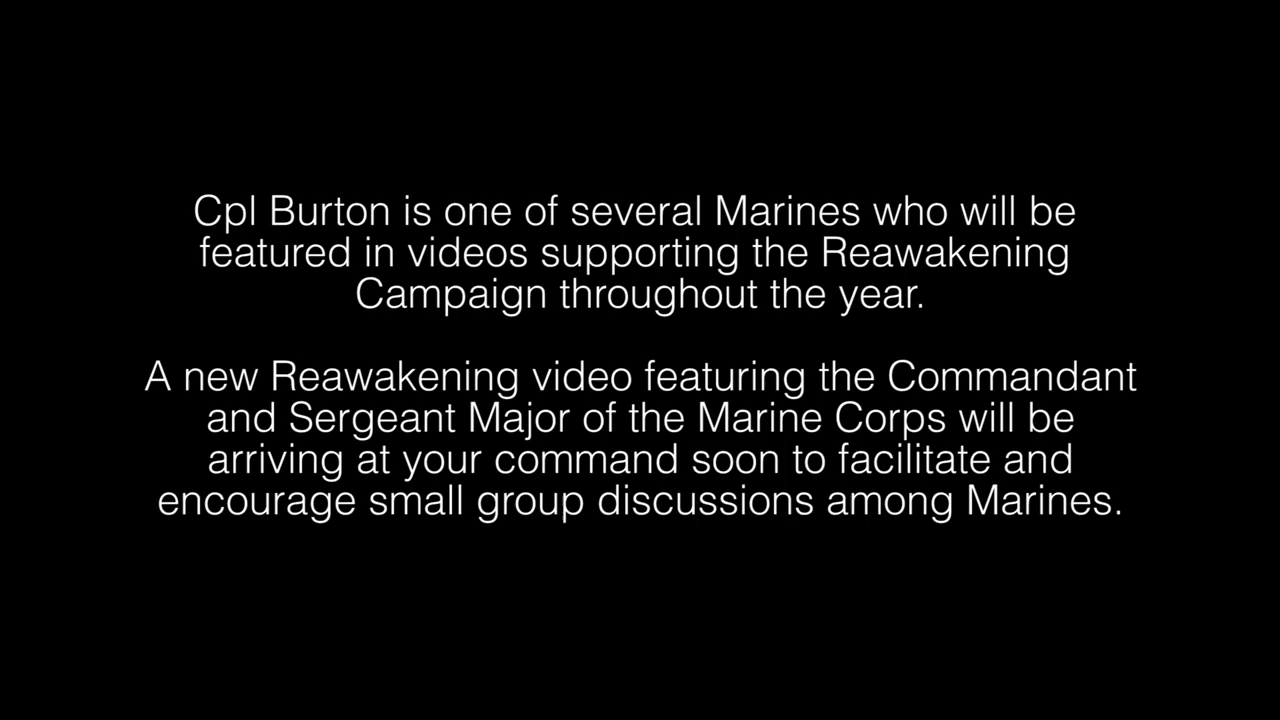 Cpl Burton is one of several Marines who will be
featured in videos supporting the Reawakening
Campaign throughout the year.
A new Reawakening video featuring the Commandant
and Sergeant Major of the Marine Corps will be
arriving at your command soon to facilitate and
encourage small group discussions among Marines.